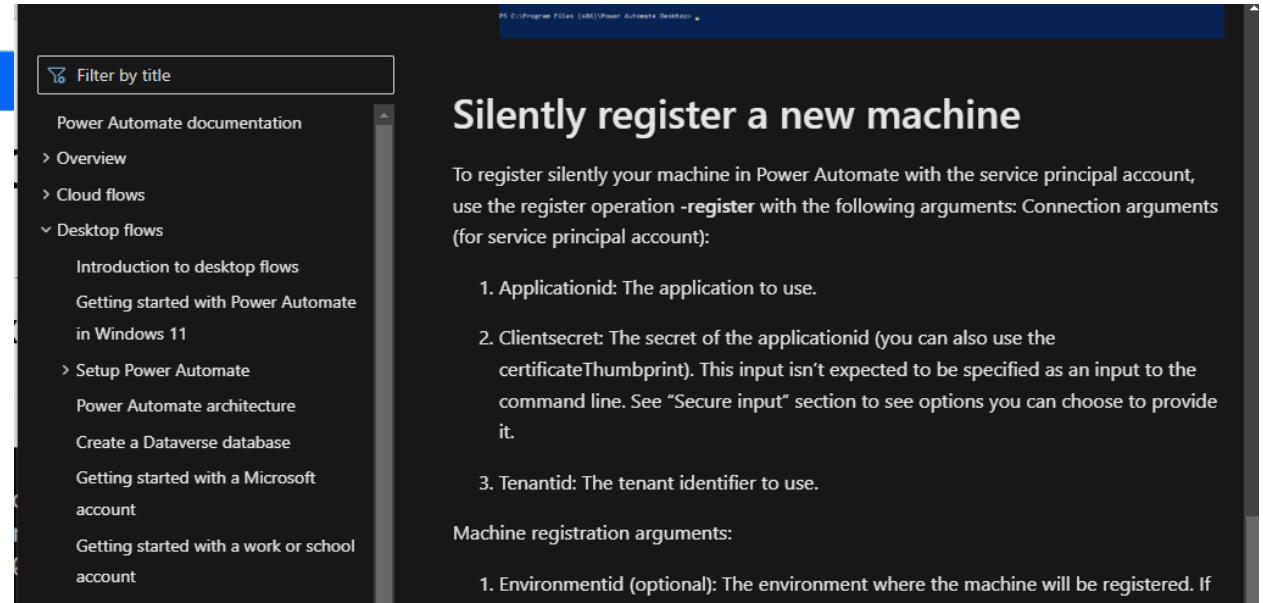 PS C:\Program Files (x86)\Power Automate Desktop>
Filter by title
Power Automate documentation
Overview
Cloud flows
Desktop flows
Introduction to desktop flows
Getting started with Power Automate
in Windows 11
Setup Power Automate
Power Automate architecture
Create a Dataverse database
Getting started with a Microsoft
account
Getting started with a work or school
account
Silently register a new machine
To register silently your machine in Power Automate with the service principal account,
use the register operation -register with the following arguments: Connection arguments
(for service principal account):
1. Applicationid: The application to use.
2. Clientsecret: The secret of the applicationid (you can also use the
certificateThumbprint). This input isn’t expected to be specified as an input to the
command line. See “Secure input” section to see options you can choose to provide
it.
3. Tenantid: The tenant identifier to use.
Machine registration arguments:
1. Environmentid (optional): The environment where the machine will be registered. If